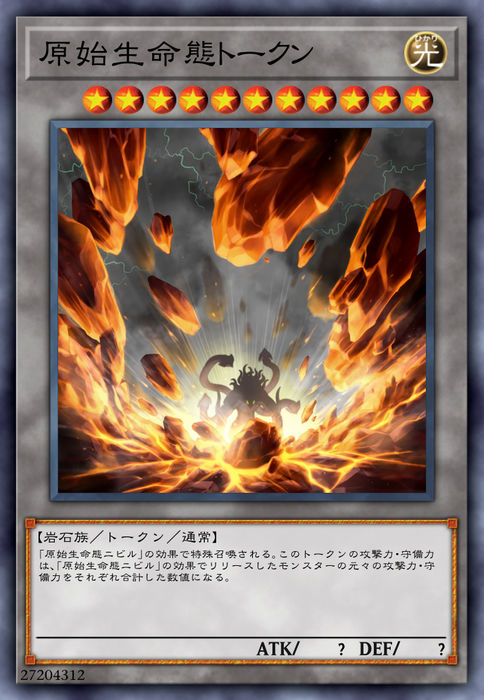 原始生命態トークン
ひかり
光
【岩石族／トークン／通常】
「原始生命態ニビル」の効果で特殊召喚される。このトークンの攻撃力・守備力
は、「原始生命態ニビル」の効果でリリースしたモンスターの元々の攻撃力・守
備力をそれぞれ合計した数値になる。
ATK/ ? DEF/ ?
27204312